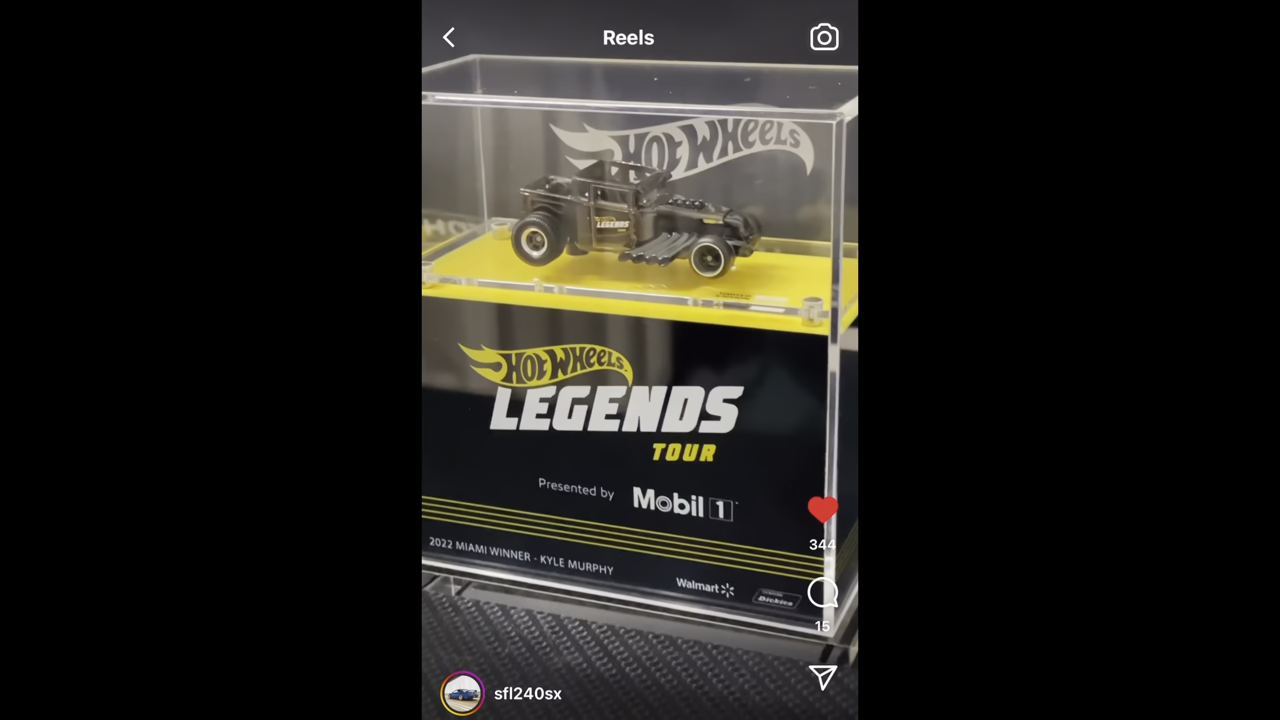 Reels
HOT WHEELS
LEGENDS
HOT WHEELS
LEGENDS
TOUR
Presented by Mobil 1
2022 MIAMI WINNER - KYLE MURPHY
Walmart
Dickies
344
15
sfl240sx